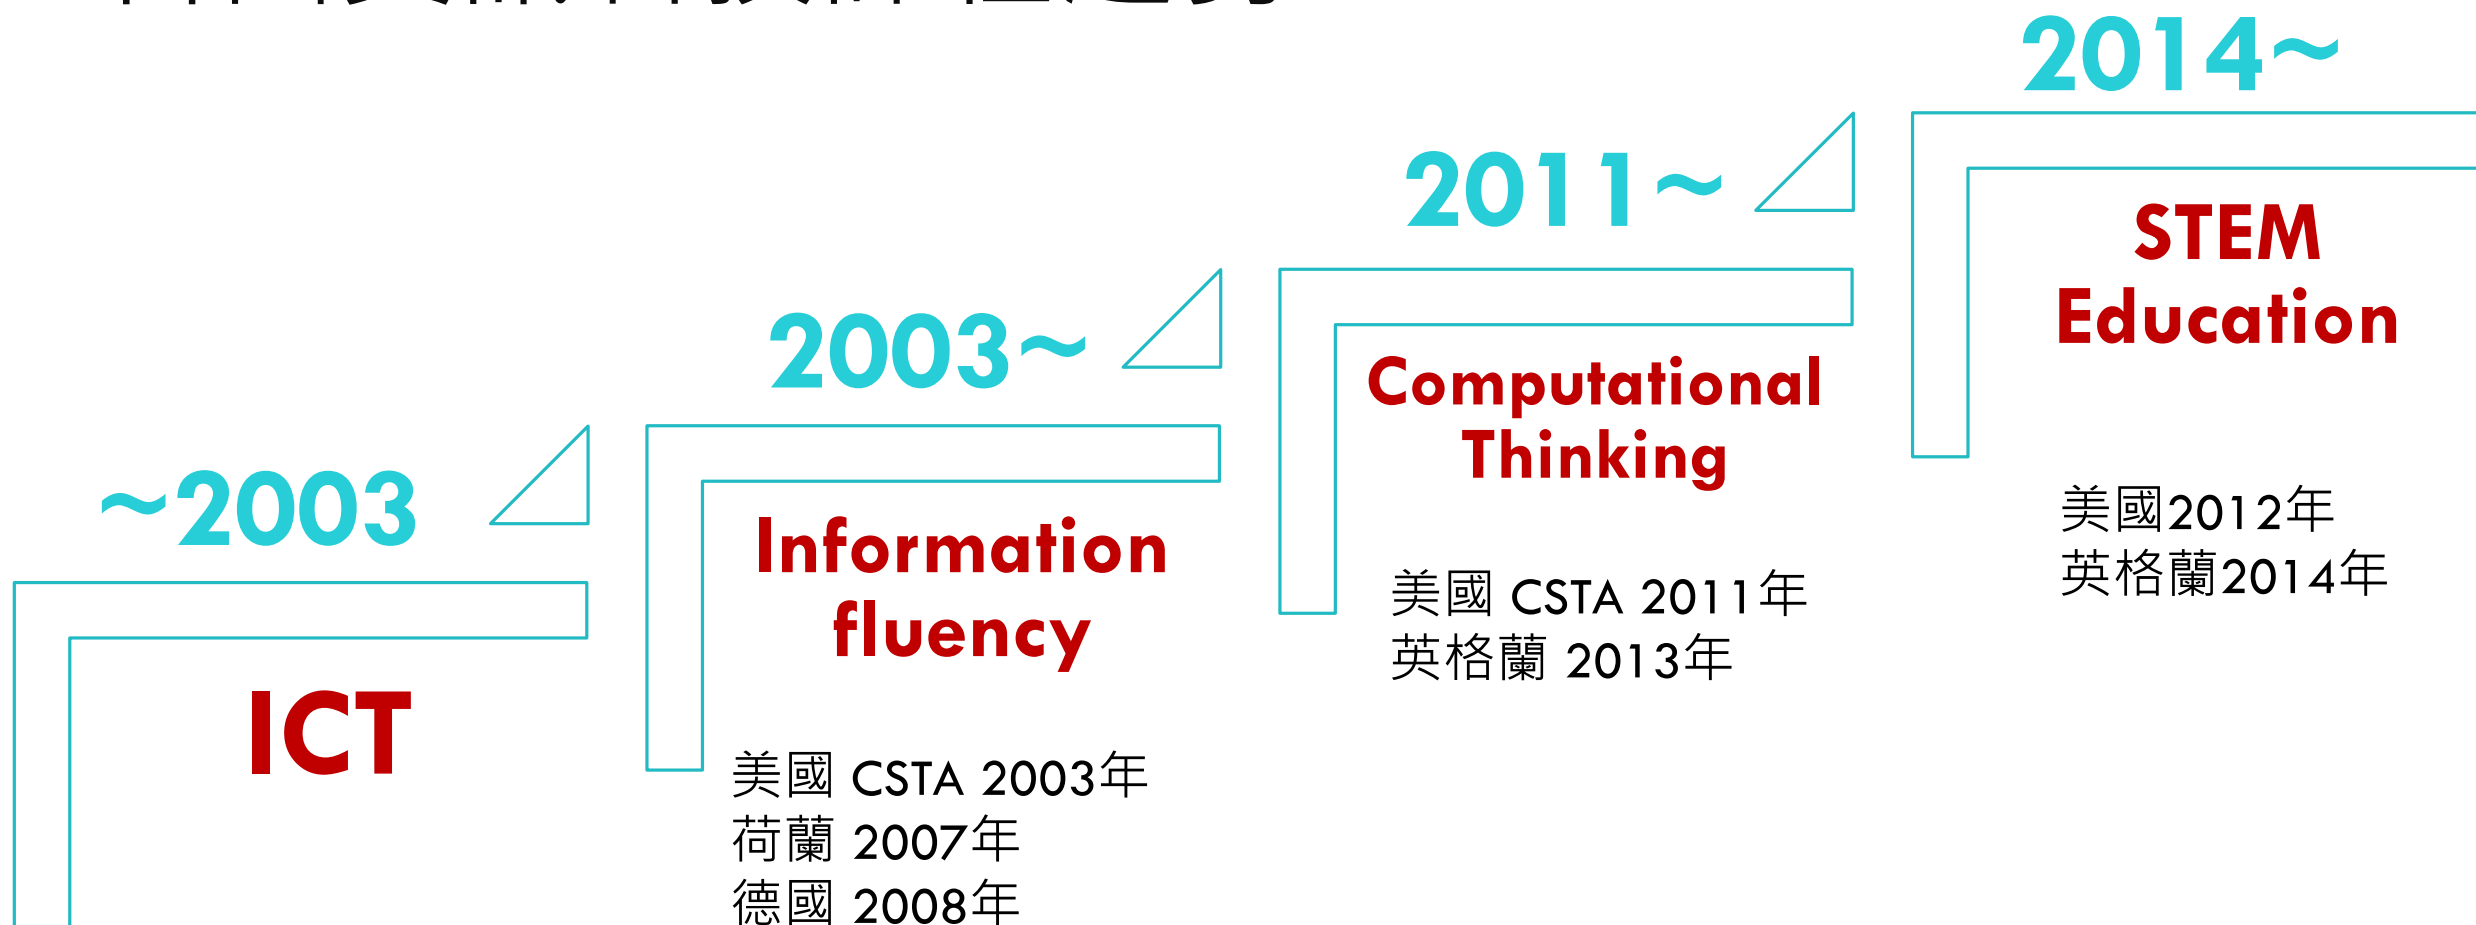 ~2003
ICT
2003~
Information
fluency
美國 CSTA 2003年
荷蘭 2007年
德國 2008年
2011~
Computational
Thinking
美國 CSTA 2011年
英格蘭 2013年
2014~
STEM
Education
美國2012年
英格蘭2014年